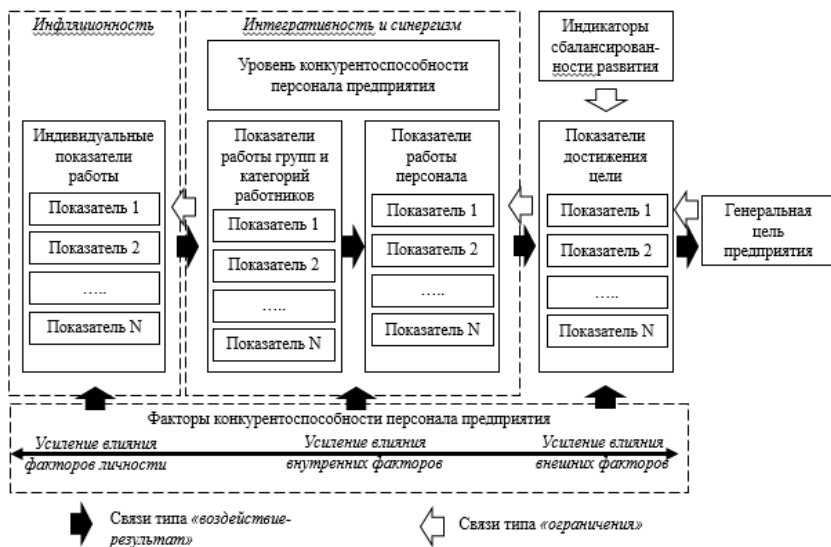 Инфляционность
Интегративность и синергизм
Индикаторы
сбалансирован-
ности развития
Уровень конкурентоспособности
персонала предприятия
Индивидуальные
показатели
работы
Показатель 1
Показатель 2
…..
Показатель N
Показатели
работы групп и
категорий
работников
Показатель 1
Показатель 2
…..
Показатель N
Показатели
работы
персонала
Показатель 1
Показатель 2
…..
Показатель N
Показатели
достижения
цели
Показатель 1
Показатель 2
…..
Показатель N
Генеральная
цель
предприятия
Факторы конкурентоспособности персонала предприятия
Усиление влияния
факторов личности
Усиление влияния
внутренних факторов
Усиление влияния
внешних факторов
Связи типа «воздействие-
результат»
Связи типа «ограничения»